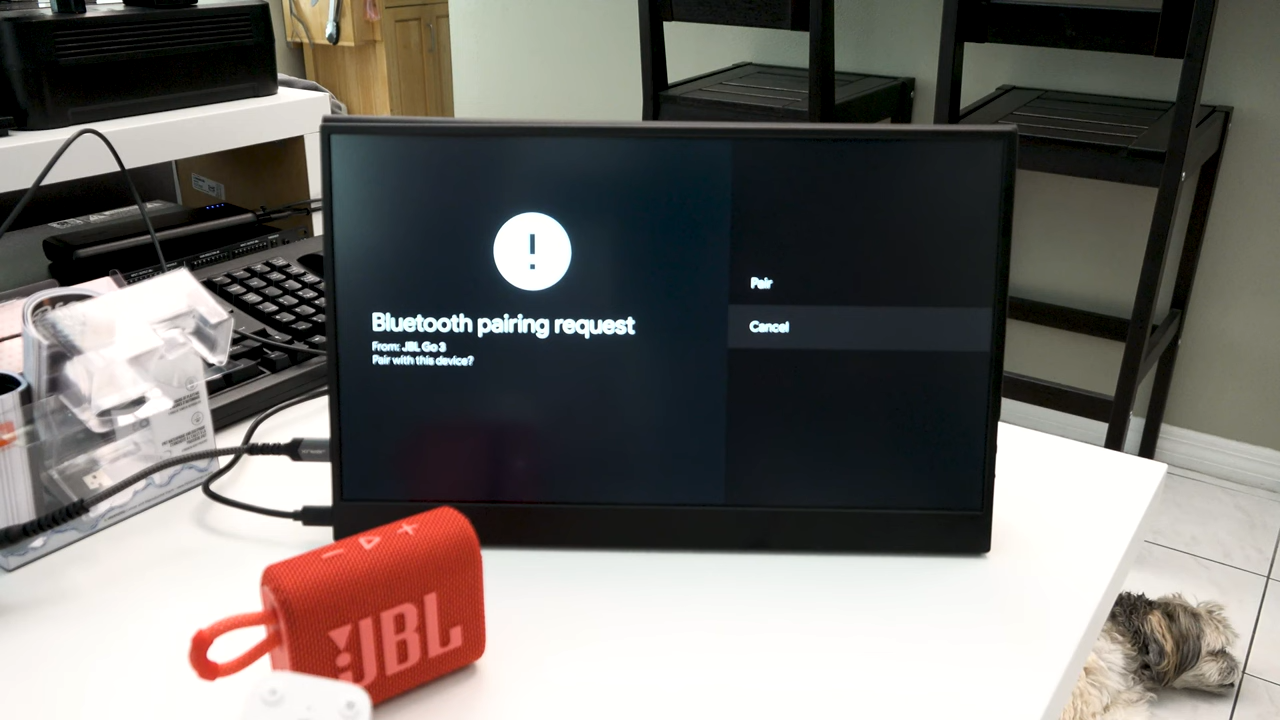 Bluetooth pairing request
From: JBL Go 3
Pair with this device?
Pair
Cancel
JBL